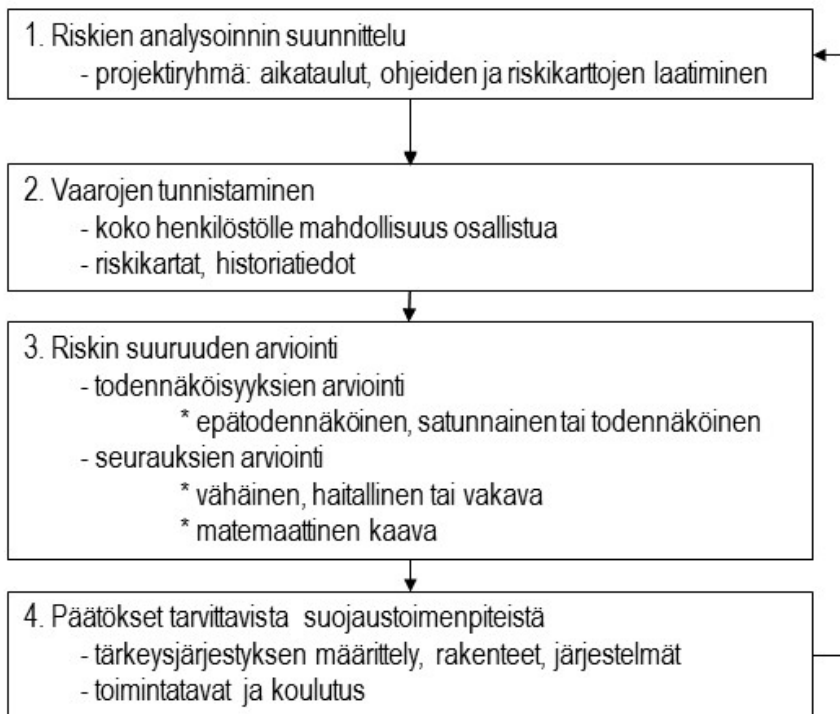 1. Riskien analysoinnin suunnittelu
- projektiryhmä: aikataulut, ohjeiden ja riskikarttojen laatiminen
2. Vaarojen tunnistaminen
- koko henkilöstölle mahdollisuus osallistua
- riskikartat, historiatiedot
3. Riskin suuruuden arviointi
- todennäköisyyksien arviointi
* epätodennäköinen, satunnainen tai todennäköinen
- seurauksien arviointi
* vähäinen, haitallinen tai vakava
* matemaattinen kaava
4. Päätökset tarvittavista suojaustoimenpiteistä
- tärkeysjärjestyksen määrittely, rakenteet, järjestelmät
- toimintatavat ja koulutus